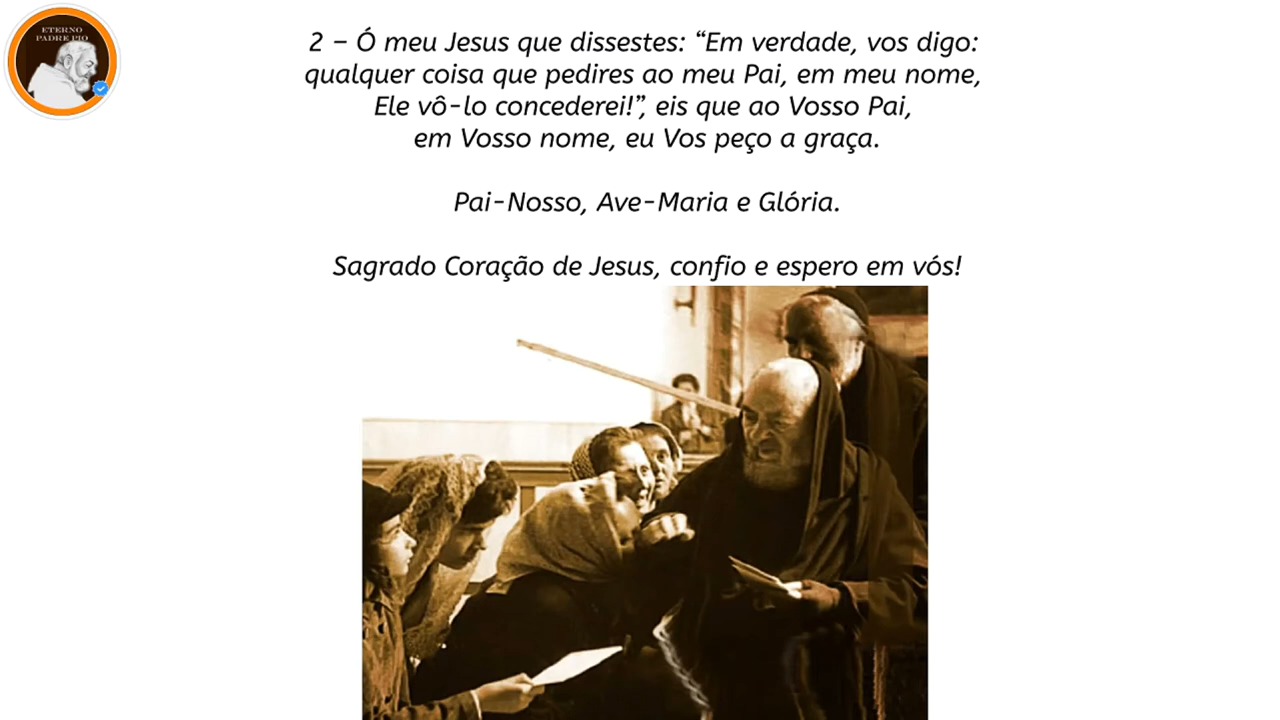 ETERNO
PADRE PIO
2 – Ó meu Jesus que dissestes: “Em verdade, vos digo:
qualquer coisa que pedires ao meu Pai, em meu nome,
Ele vô-lo concederei!”, eis que ao Vosso Pai,
em Vosso nome, eu Vos peço a graça.
Pai-Nosso, Ave-Maria e Glória.
Sagrado Coração de Jesus, confio e espero em vós!